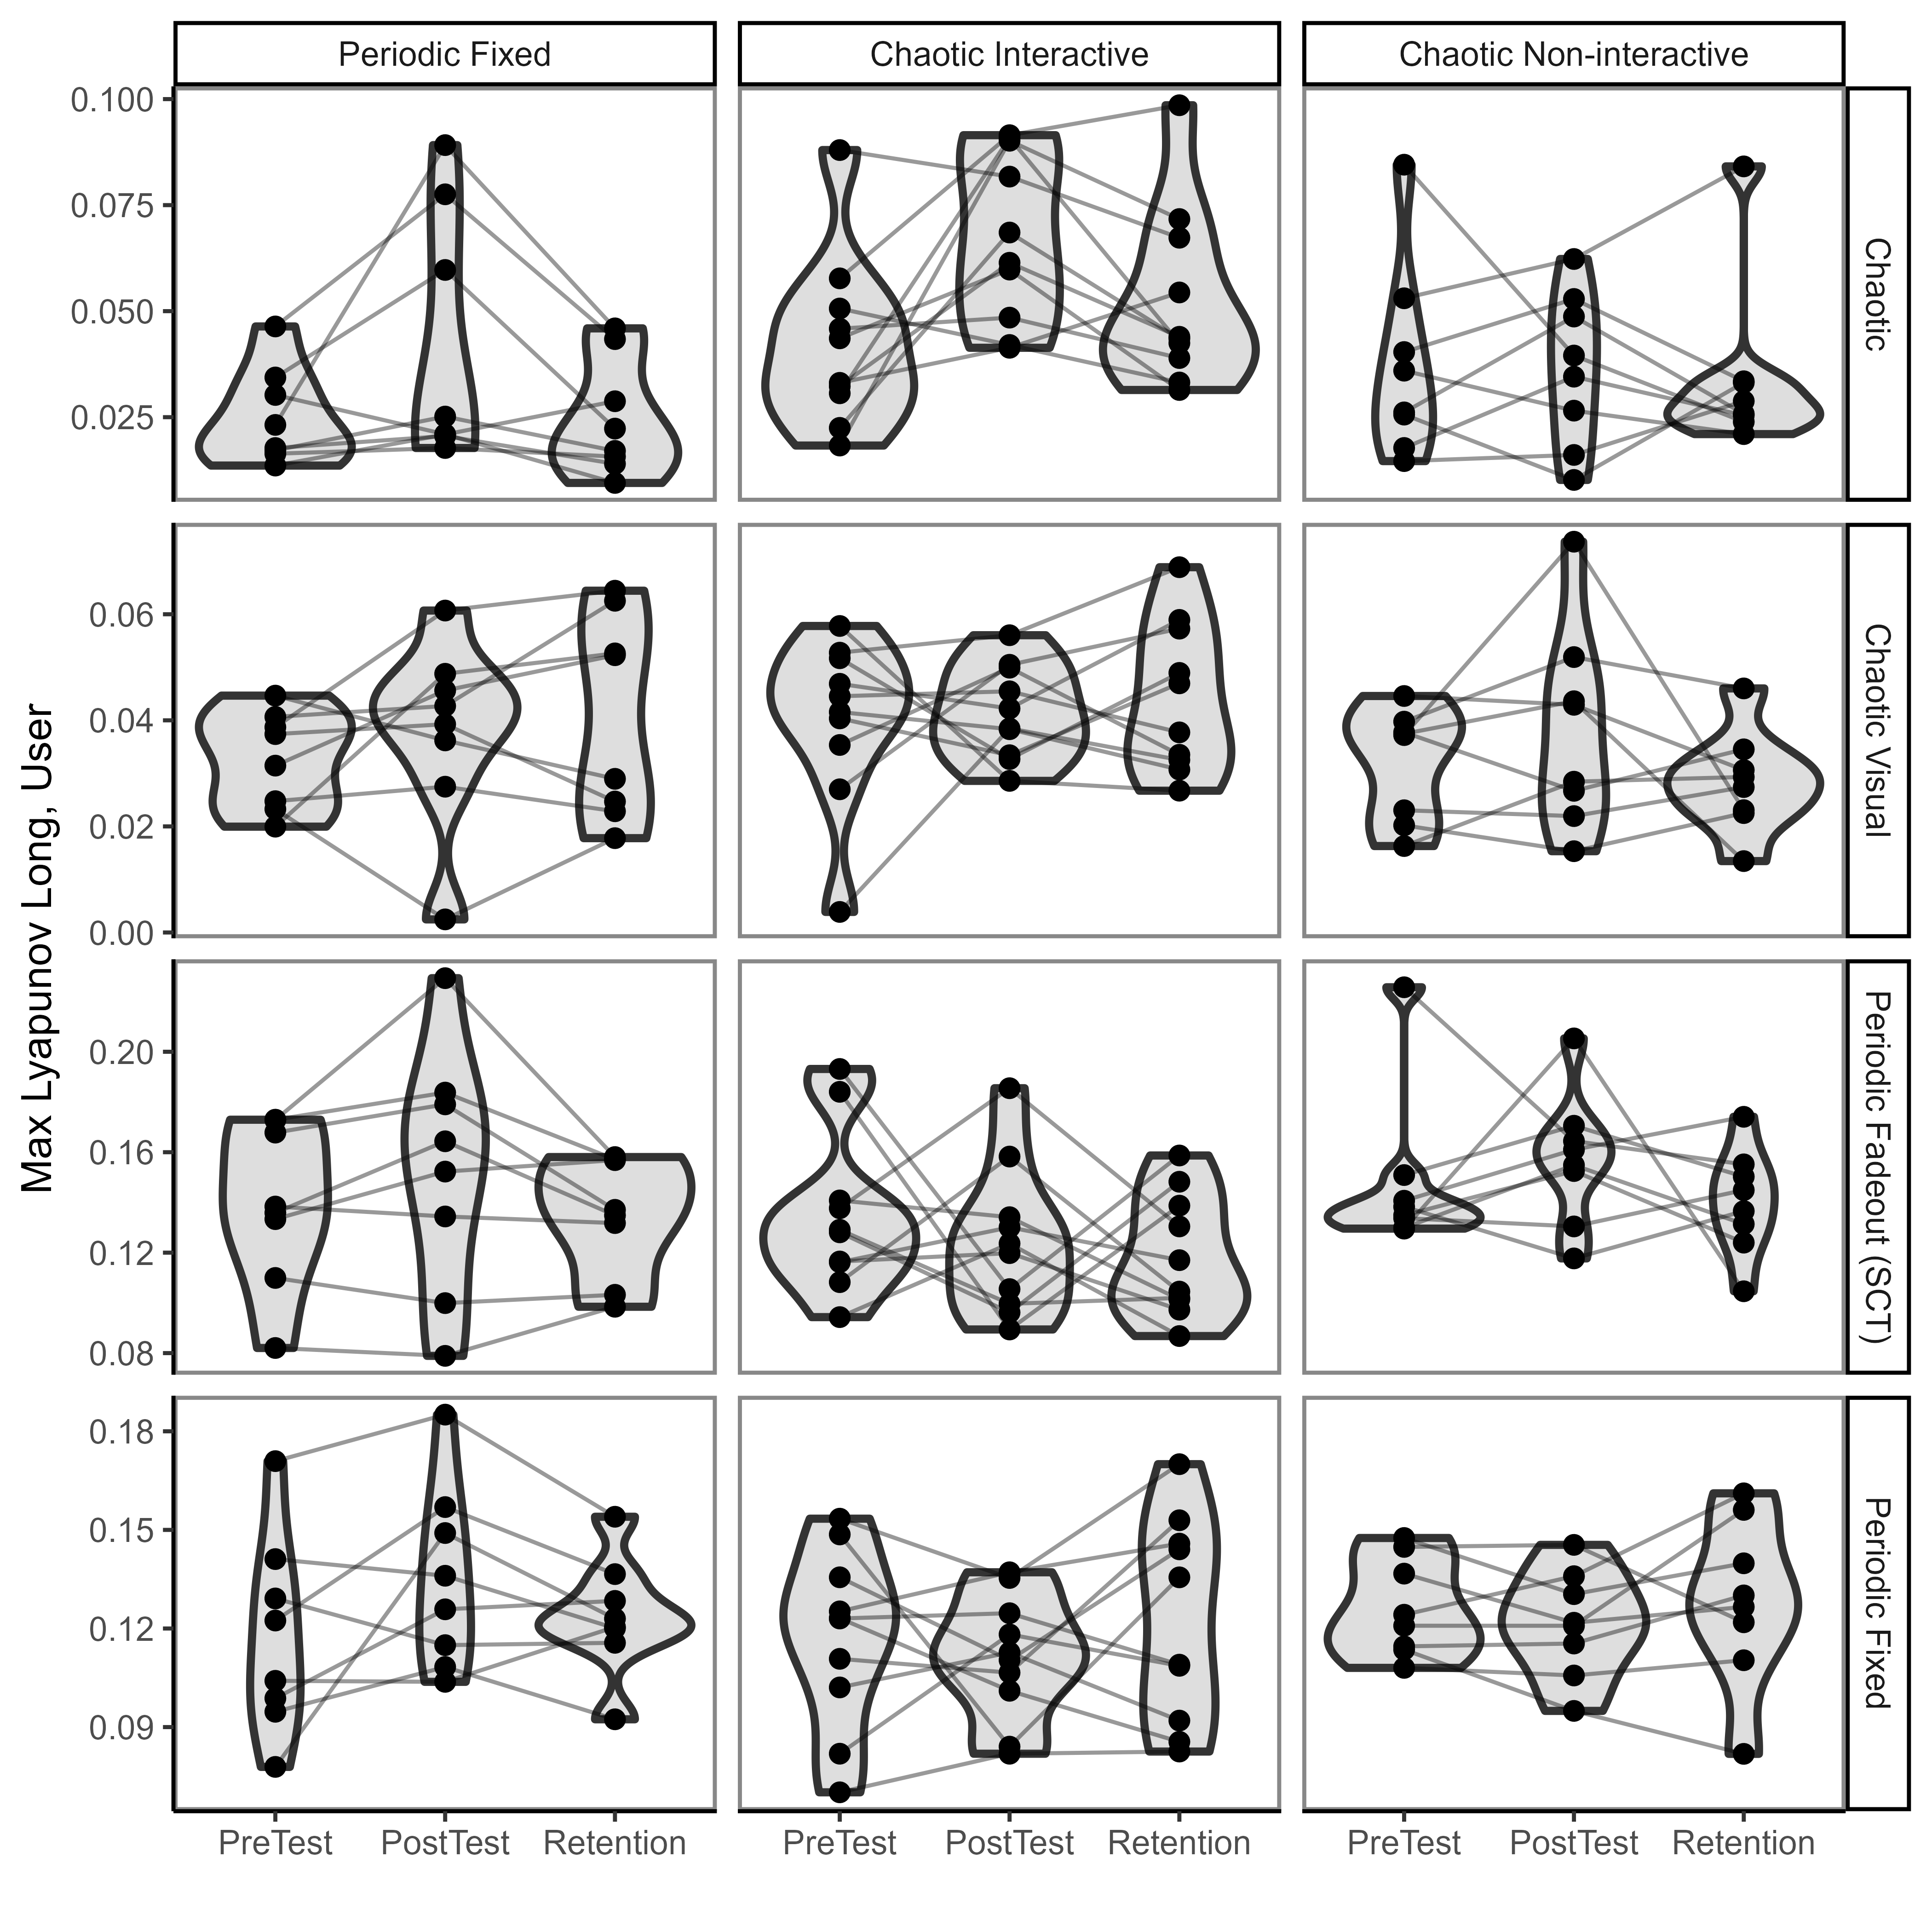 Periodic Fixed
Chaotic Interactive
Chaotic Non-interactive
0.100
0.075
0.050
0.025
Chaotic
0.06
0.04
0.02
0.00
Chaotic Visual
0.20
0.16
0.12
0.08
Periodic Fadeout (SCT)
0.18
0.15
0.12
0.09
Periodic Fixed
Max Lyapunov Long, User
PreTest PostTest Retention
PreTest PostTest Retention
PreTest PostTest Retention